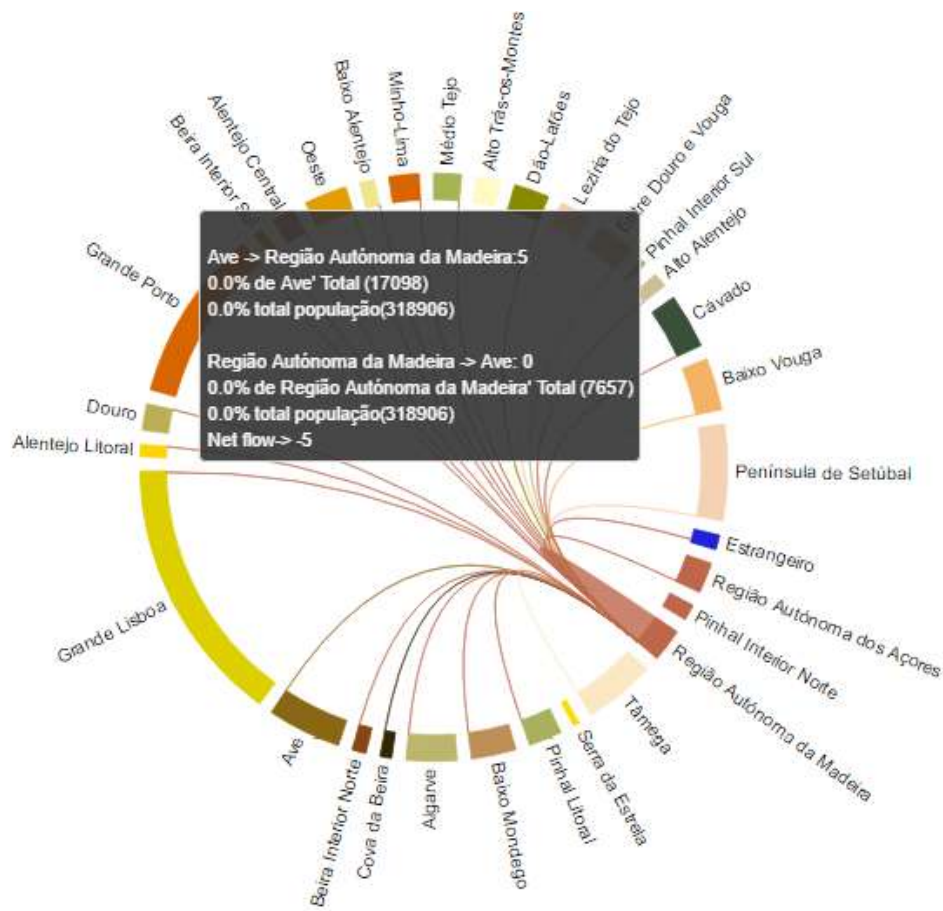 Ave -> Região Autónoma da Madeira:5
0.0% de Ave' Total (17098)
0.0% total população(318906)
Região Autónoma da Madeira -> Ave: 0
0.0% de Região Autónoma da Madeira' Total (7657)
0.0% total população(318906)
Net flow-> -5
Grande Porto
Beira Interior
Alentejo Central
Oeste
Baixo Alentejo
Minho-Lima
Médio Tejo
Alto Trás-os-Montes
Dão-Lafões
Lezíria do Tejo
Douro e Vouga
Pinhal Interior Sul
Alto Alentejo
Cávado
Baixo Vouga
Península de Setúbal
Estrangeiro
Região Autónoma dos Açores
Pinhal Interior Norte
Região Autónoma da Madeira
Tâmega
Serra da Estrela
Pinhal Litoral
Baixo Mondego
Algarve
Cova da Beira
Beira Interior Norte
Ave
Grande Lisboa
Alentejo Litoral
Douro